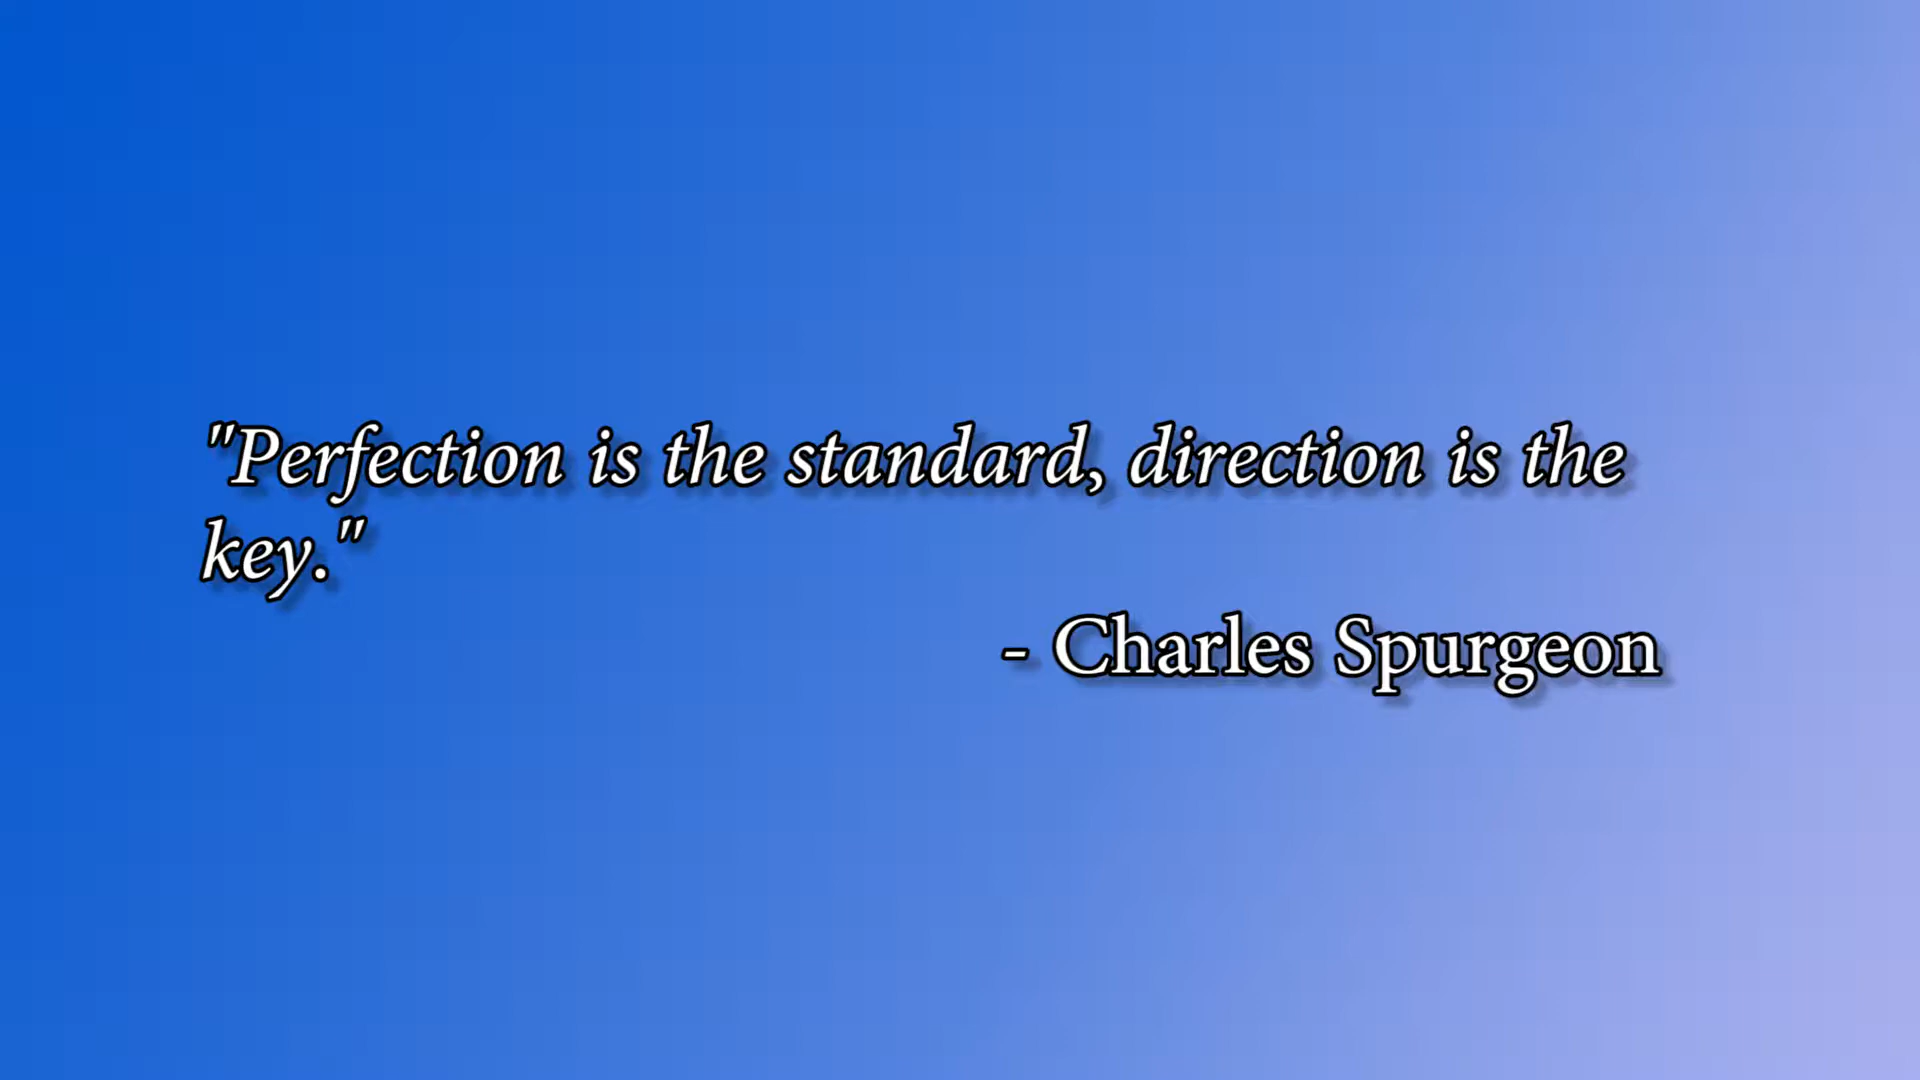 "Perfection is the standard, direction is the
key."
- Charles Spurgeon